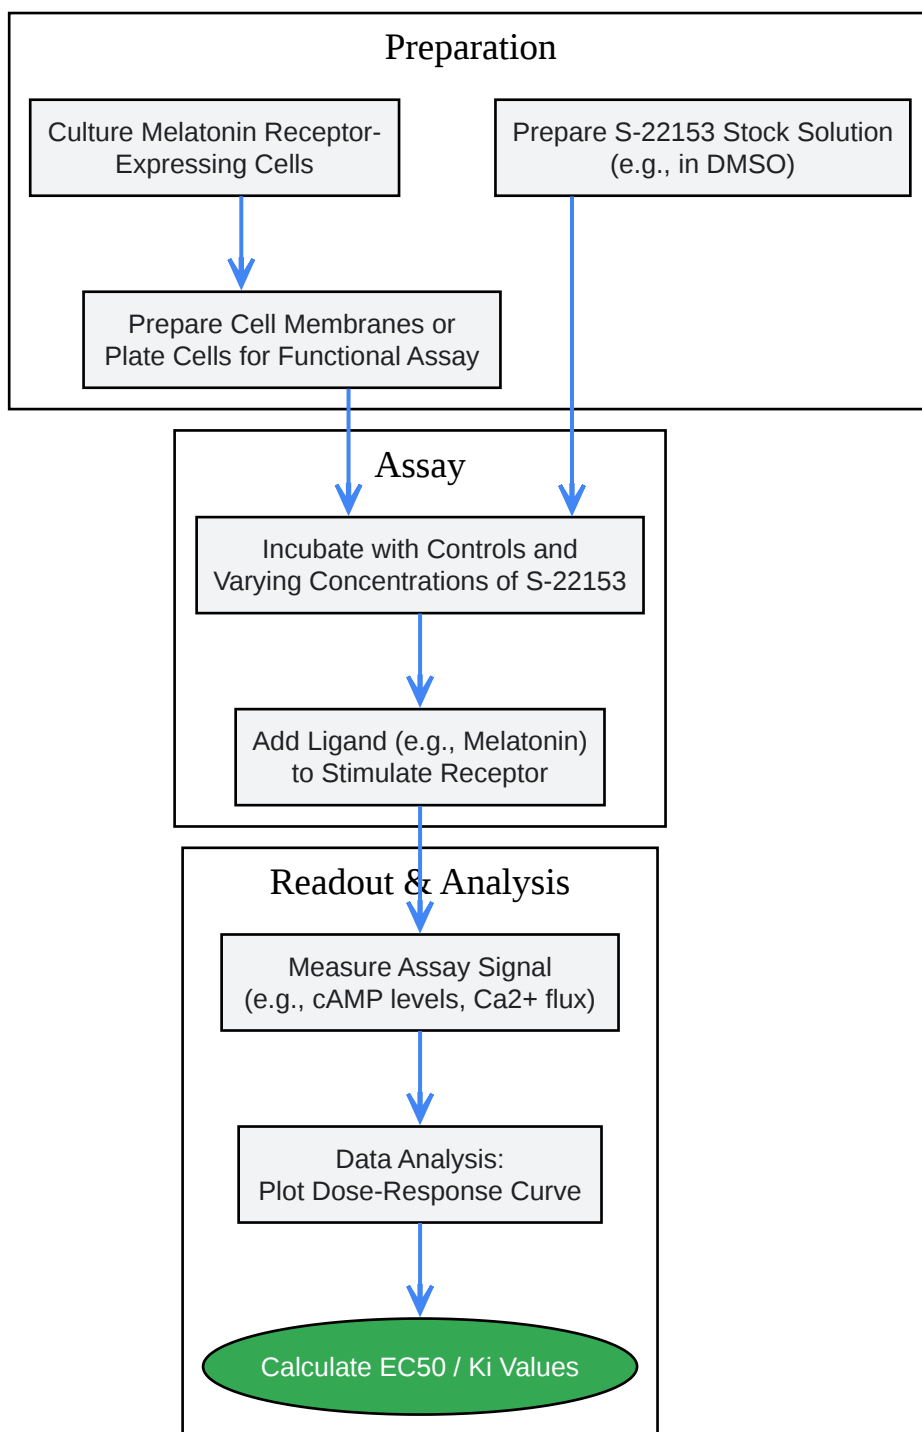 Preparation
Culture Melatonin Receptor-
Expressing Cells
Prepare S-22153 Stock Solution
(e.g., in DMSO)
Prepare Cell Membranes or
Plate Cells for Functional Assay
Assay
Incubate with Controls and
Varying Concentrations of S-22153
Add Ligand (e.g., Melatonin)
to Stimulate Receptor
Readout & Analysis
Measure Assay Signal
(e.g., cAMP levels, Ca2+ flux)
Data Analysis:
Plot Dose-Response Curve
Calculate EC50 / Ki Values